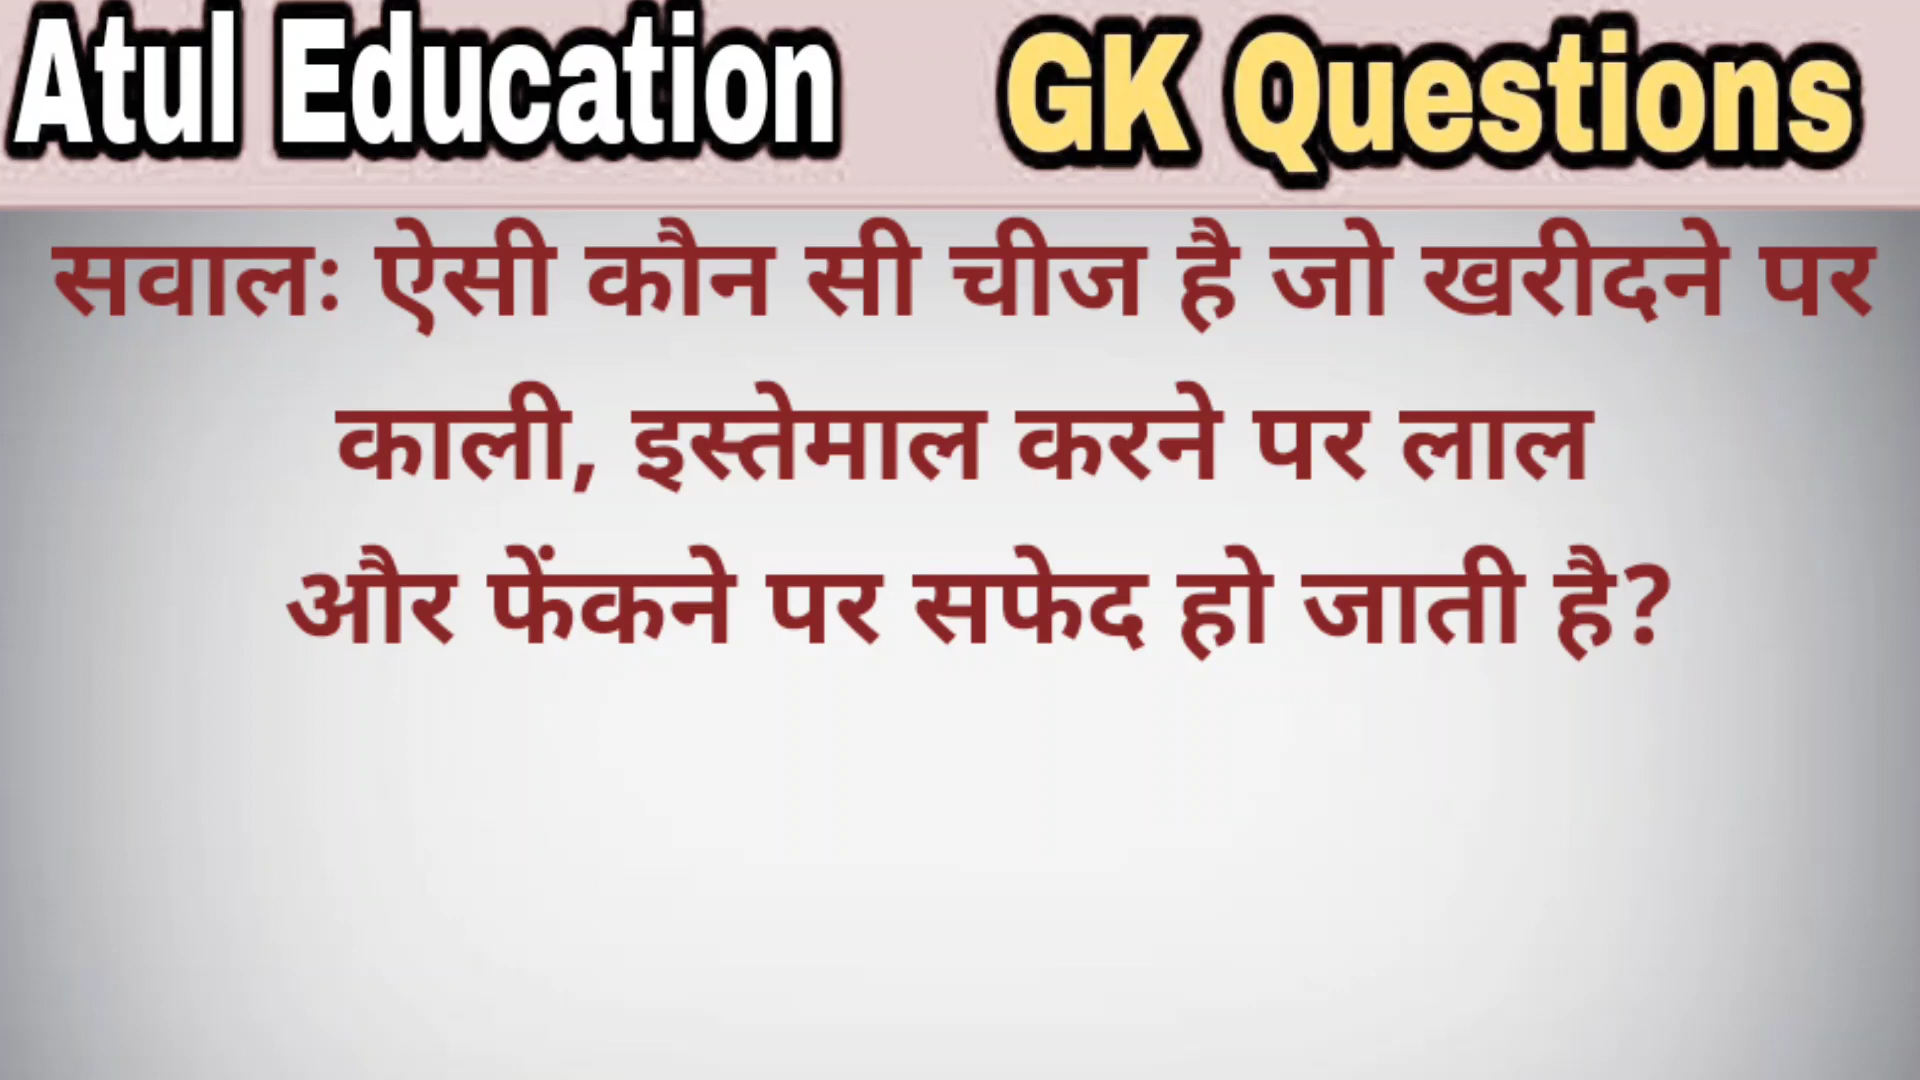 Atul Education GK Questions
सवालः ऐसी कौन सी चीज है जो खरीदने पर
काली, इस्तेमाल करने पर लाल
और फेंकने पर सफेद हो जाती है?